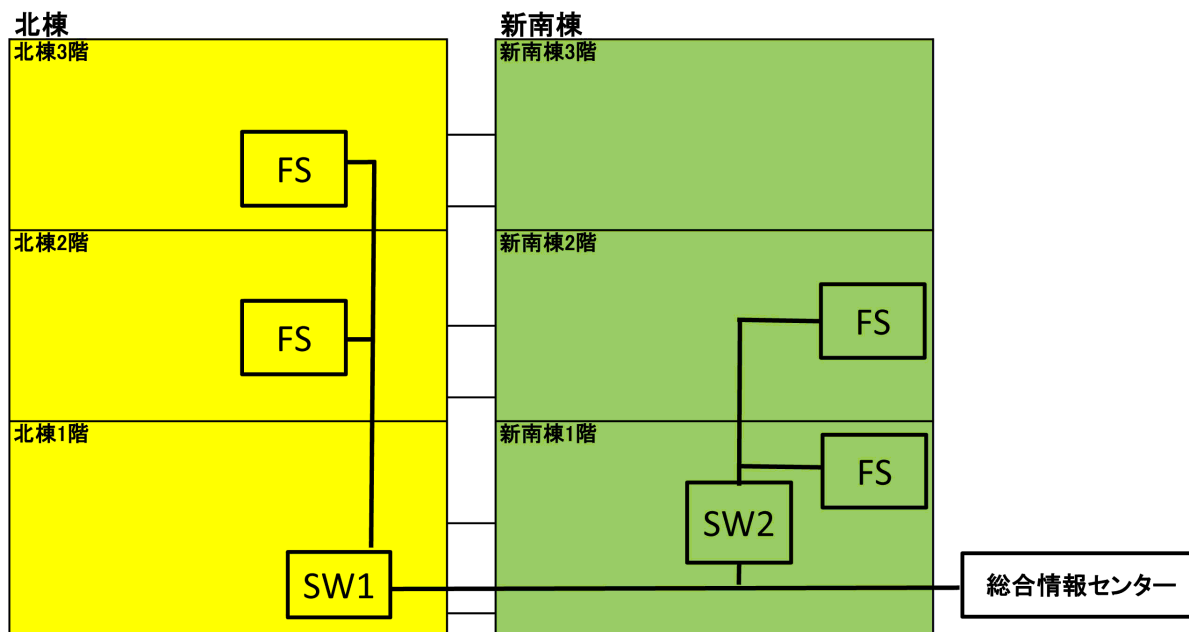 北棟
新南棟
北棟3階
新南棟3階
FS
北棟2階
新南棟2階
FS
FS
北棟1階
新南棟1階
FS
SW2
SW1
総合情報センター